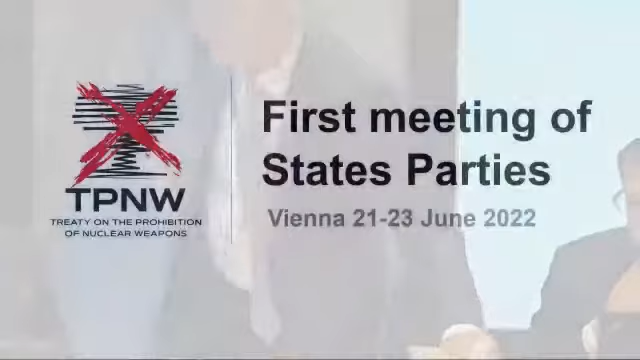 TPNW
TREATY ON THE PROHIBITION
OF NUCLEAR WEAPONS
First meeting of
States Parties
Vienna 21-23 June 2022